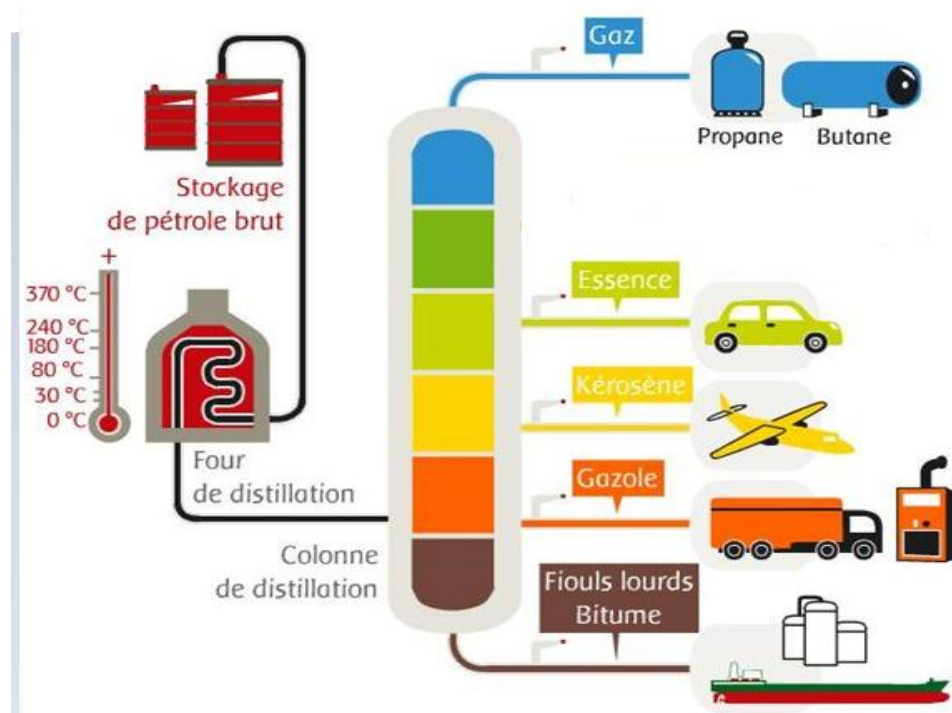 Gaz
Propane
Butane
Stockage
de pétrole brut
+
370 °C
240 °C
180 °C
80 °C
30 °C
0 °C
Four
de distillation
Colonne
de distillation
Essence
Kérosène
Gazole
Fiouls lourds
Bitume